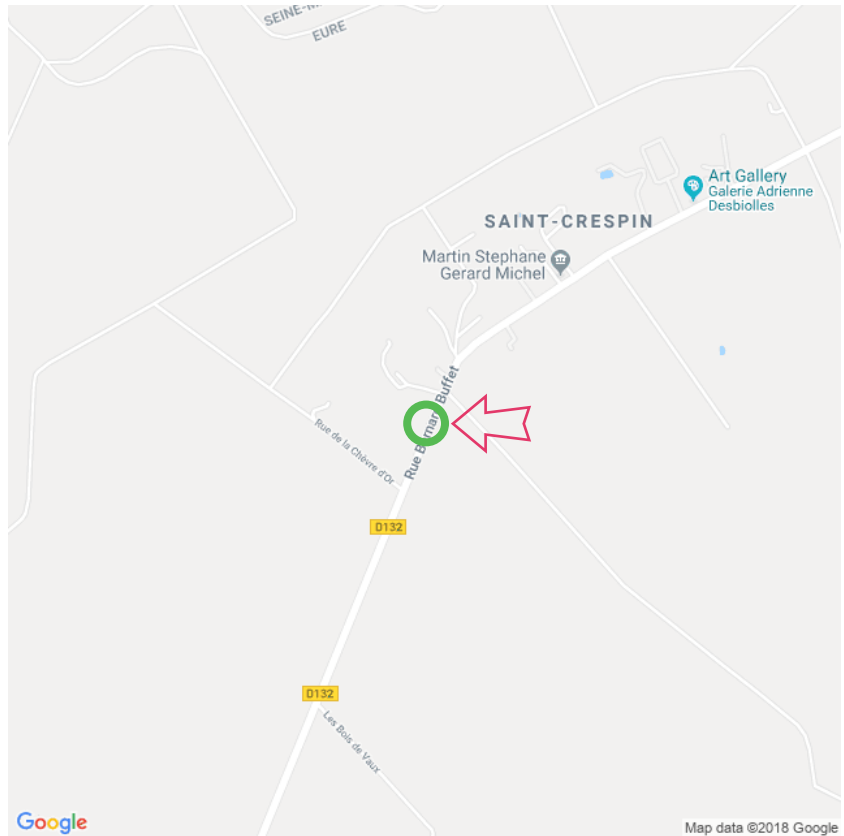 EURE
Art Gallery
Galerie Adrienne
Desbiolles
SAINT-CRESPIN
Martin Stephane
Gerard Michel
Rue Bernard Buffet
Rue de la Chèvre d'Or
D132
D132
Les Bois de Vaux
Google
Map data ©2018 Google